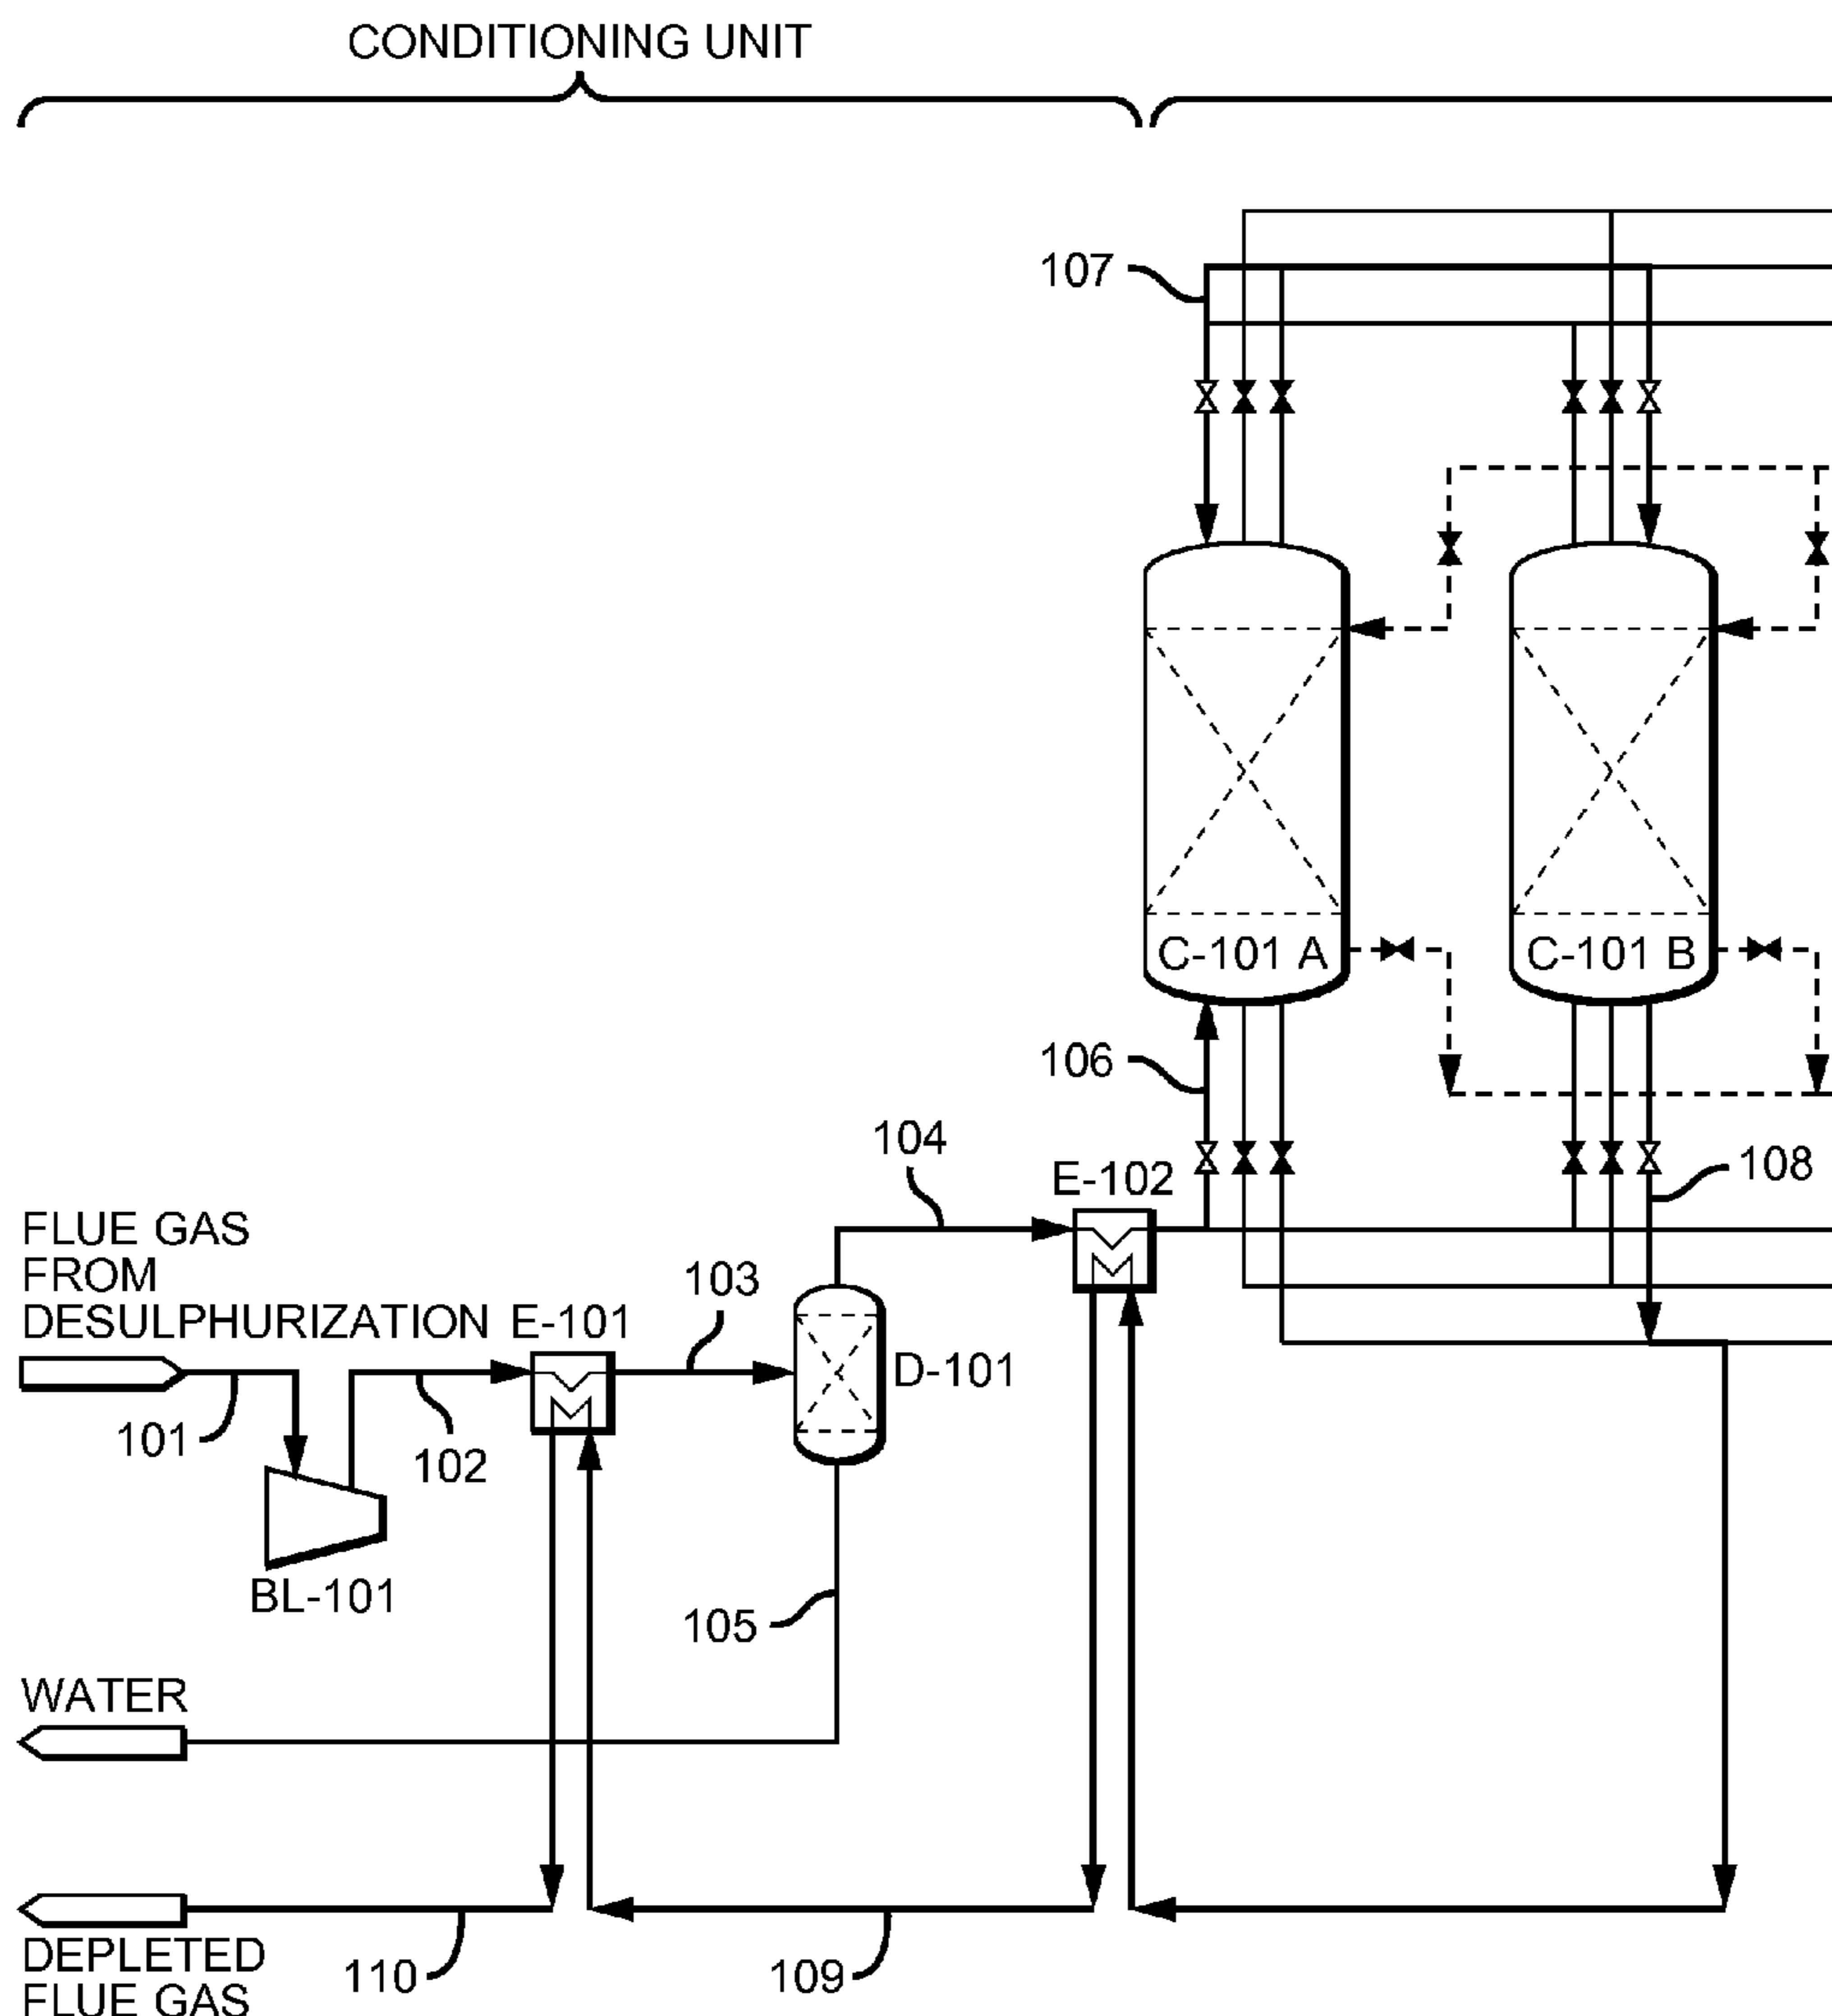 CONDITIONING UNIT
107
C-101 A
C-101 B
106
104
E-102
108
FLUE GAS
FROM
DESULPHURIZATION
E-101
103
D-101
101
102
BL-101
105
WATER
DEPLETED
FLUE GAS
110
109